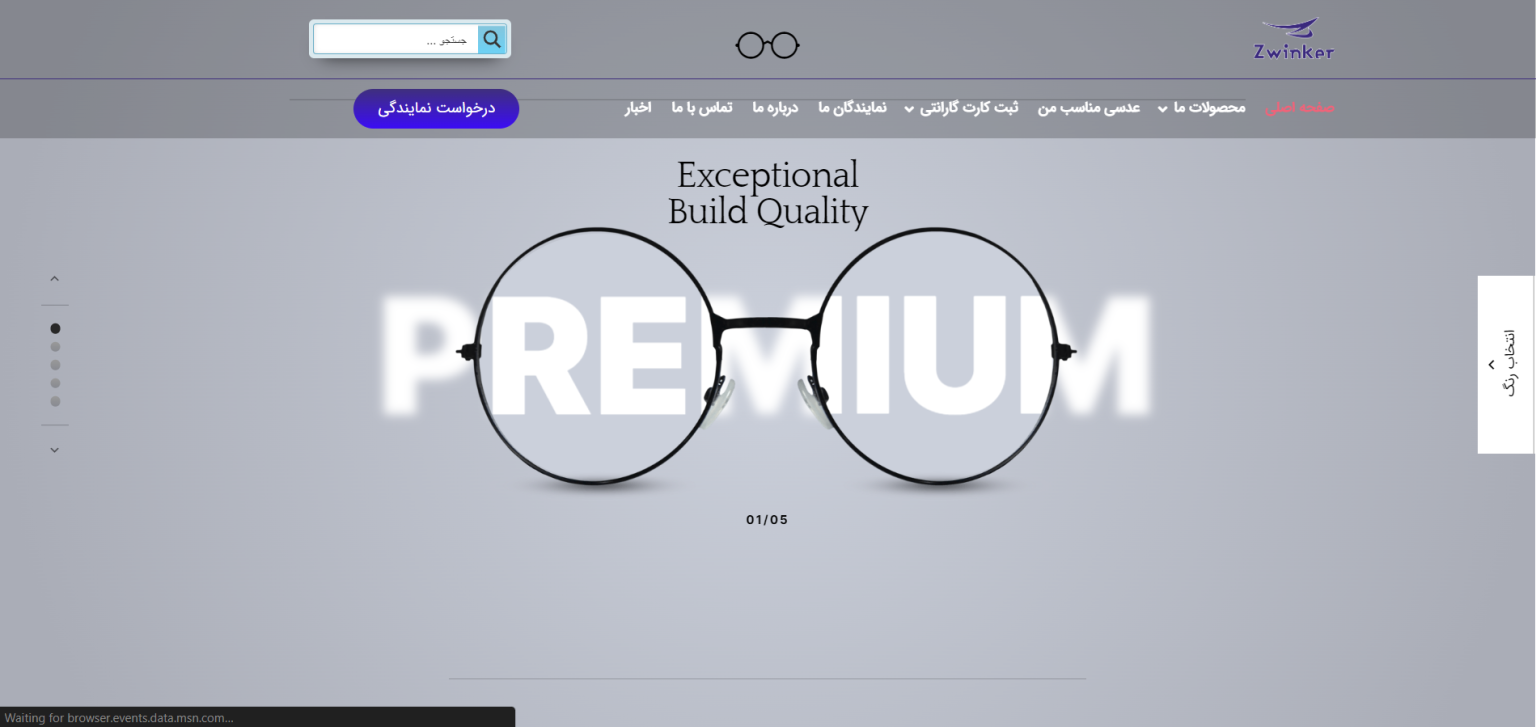 Zwinker
جستجر ...
صفحه اصلی
محصولات ما
عدسی مناسب من
ثبت کارت گارانتی
نمایندگان ما
درباره ما
تماس با ما
اخبار
درخواست نمایندگی
Exceptional
Build Quality
PREMIUM
انتخاب رنگ
01/05
Waiting for browser.events.data.msn.com...